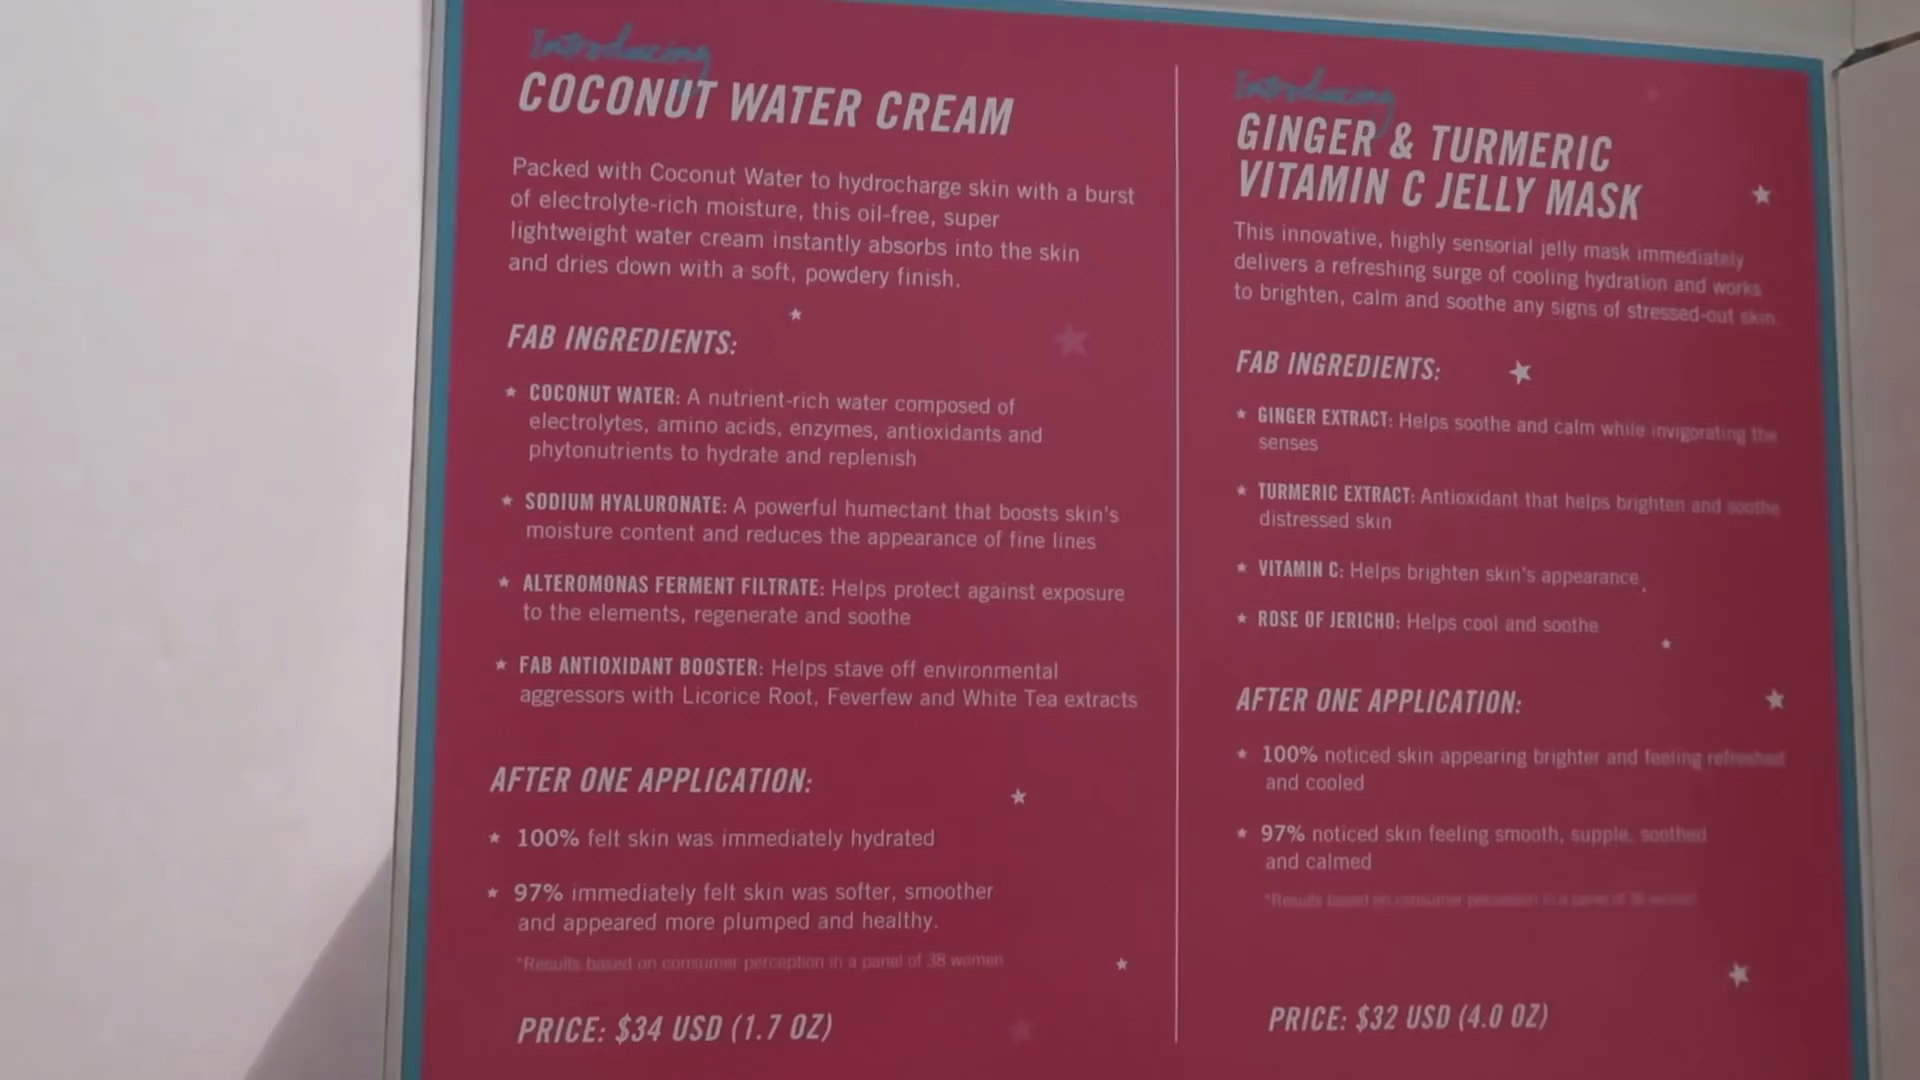 Introducing
COCONUT WATER CREAM
Packed with Coconut Water to hydrocharge skin with a burst
of electrolyte-rich moisture, this oil-free, super
lightweight water cream instantly absorbs into the skin
and dries down with a soft, powdery finish.
FAB INGREDIENTS:
COCONUT WATER: A nutrient-rich water composed of
electrolytes, amino acids, enzymes, antioxidants and
phytonutrients to hydrate and replenish
SODIUM HYALURONATE: A powerful humectant that boosts skin's
moisture content and reduces the appearance of fine lines
ALTEROMONAS FERMENT FILTRATE: Helps protect against exposure
to the elements, regenerate and soothe
FAB ANTIOXIDANT BOOSTER: Helps stave off environmental
aggressors with Licorice Root, Feverfew and White Tea extracts
AFTER ONE APPLICATION:
100% felt skin was immediately hydrated
97% immediately felt skin was softer, smoother
and appeared more plumped and healthy.
*Results based on consumer perception in a panel of 38 women
PRICE: $34 USD (1.7 OZ)
Introducing
GINGER & TURMERIC
VITAMIN C JELLY MASK
This innovative, highly sensorial jelly mask immediately
delivers a refreshing surge of cooling hydration and works
to brighten, calm and soothe any signs of stressed-out skin.
FAB INGREDIENTS:
GINGER EXTRACT: Helps soothe and calm while invigorating the
senses
TURMERIC EXTRACT: Antioxidant that helps brighten and soothe
distressed skin
VITAMIN C: Helps brighten skin's appearance
ROSE OF JERICHO: Helps cool and soothe
AFTER ONE APPLICATION:
100% noticed skin appearing brighter and feeling refreshed
and cooled
97% noticed skin feeling smooth, supple, soothed
and calmed
*Results based on consumer perception in a panel of 38 women
PRICE: $32 USD (4.0 OZ)